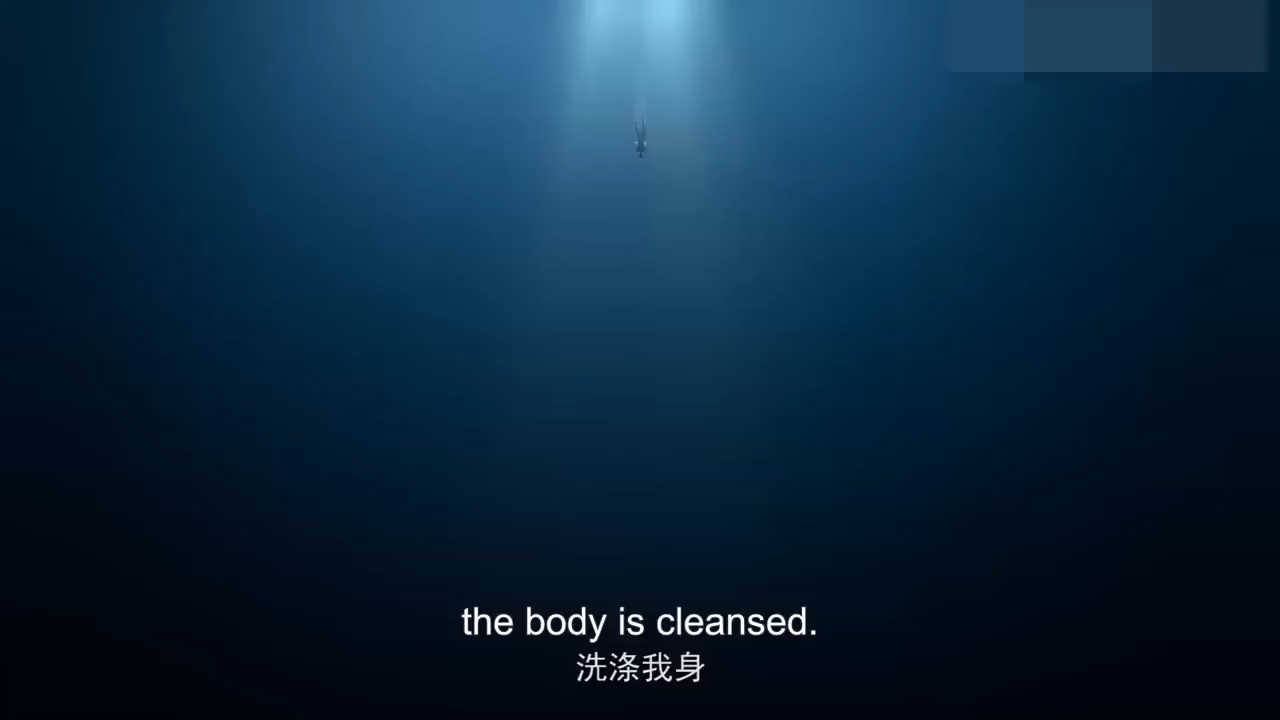 the body is cleansed.
洗涤我身